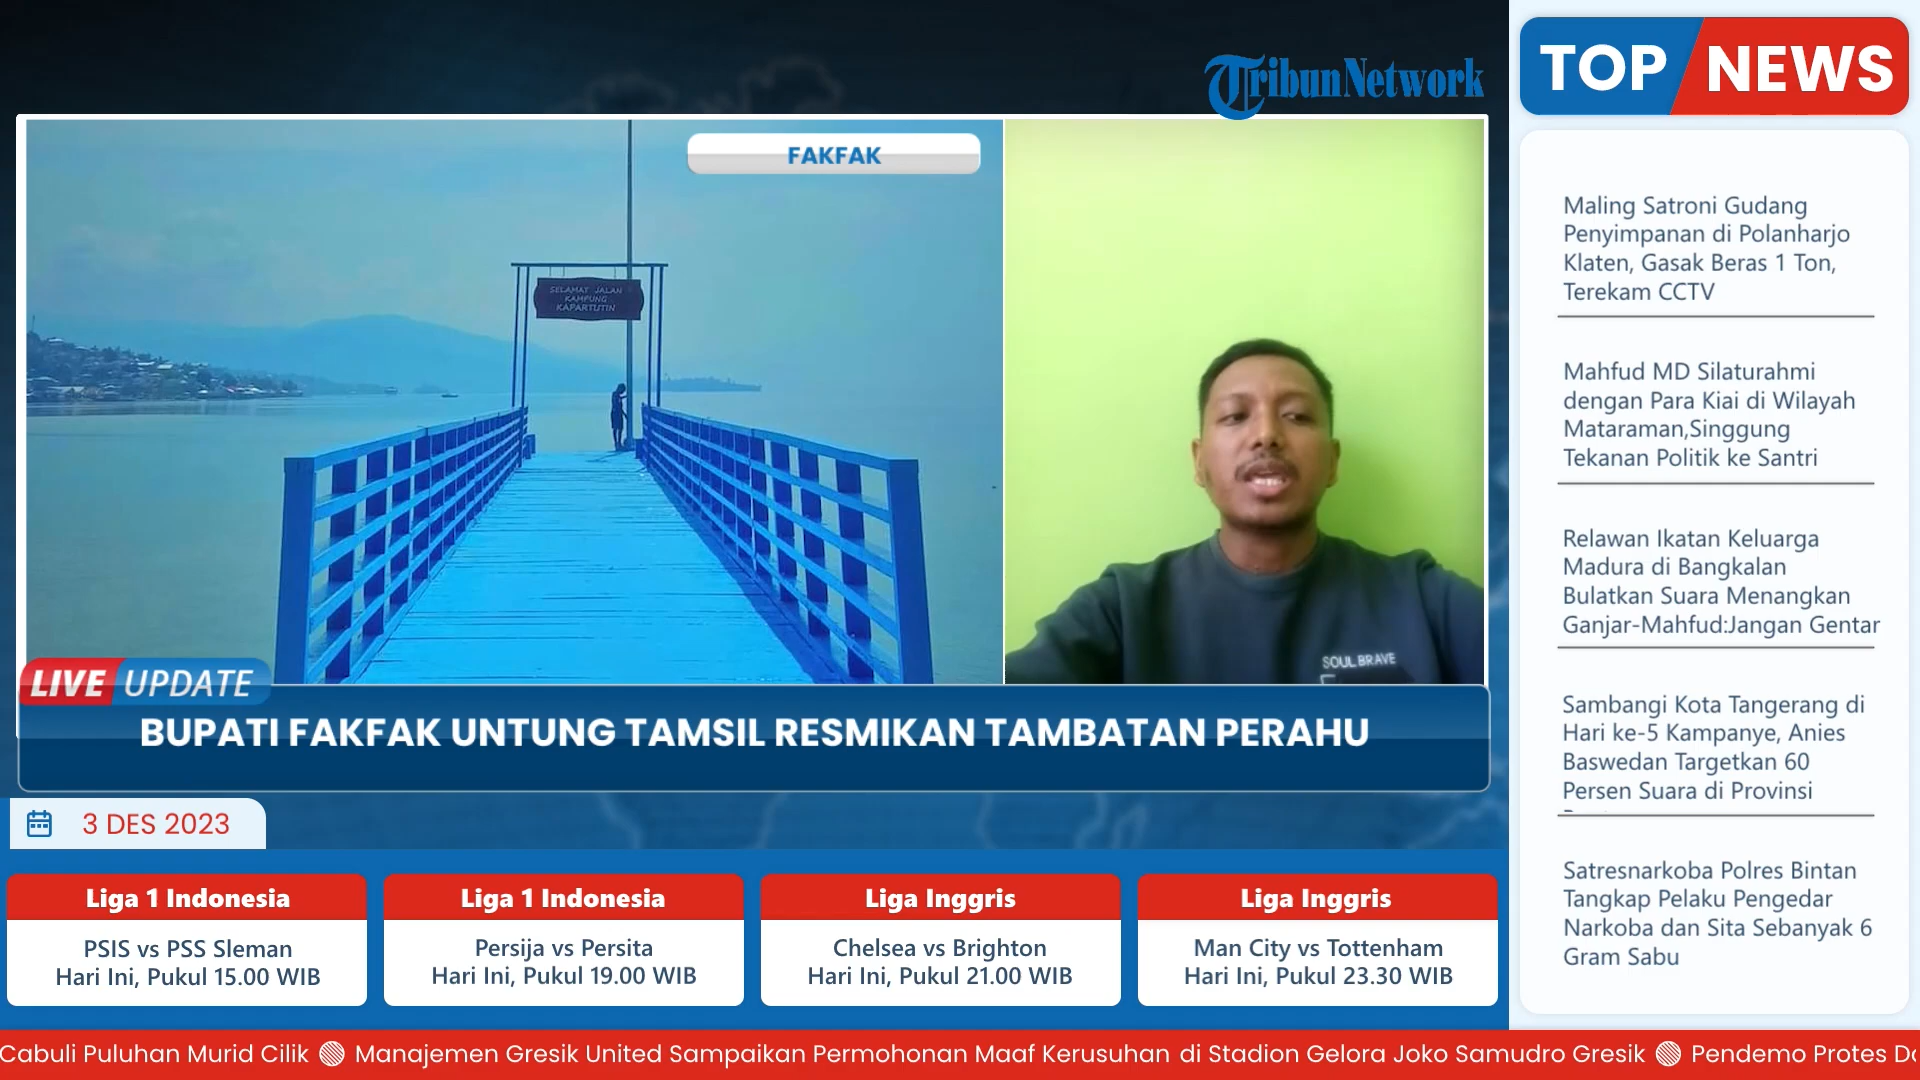 TribunNetwork
TOP NEWS
FAKFAK
SELAMAT JALAN
KAMPUNG
KAPARTUTIN
SOUL BRAVE
LIVE UPDATE
BUPATI FAKFAK UNTUNG TAMSIL RESMIKAN TAMBATAN PERAHU
3 DES 2023
Maling Satroni Gudang
Penyimpanan di Polanharjo
Klaten, Gasak Beras 1 Ton,
Terekam CCTV
Mahfud MD Silaturahmi
dengan Para Kiai di Wilayah
Mataraman,Singgung
Tekanan Politik ke Santri
Relawan Ikatan Keluarga
Madura di Bangkalan
Bulatkan Suara Menangkan
Ganjar-Mahfud:Jangan Gentar
Sambangi Kota Tangerang di
Hari ke-5 Kampanye, Anies
Baswedan Targetkan 60
Persen Suara di Provinsi
Satresnarkoba Polres Bintan
Tangkap Pelaku Pengedar
Narkoba dan Sita Sebanyak 6
Gram Sabu
Liga 1 Indonesia
PSIS vs PSS Sleman
Hari Ini, Pukul 15.00 WIB
Liga 1 Indonesia
Persija vs Persita
Hari Ini, Pukul 19.00 WIB
Liga Inggris
Chelsea vs Brighton
Hari Ini, Pukul 21.00 WIB
Liga Inggris
Man City vs Tottenham
Hari Ini, Pukul 23.30 WIB
Cabuli Puluhan Murid Cilik Manajemen Gresik United Sampaikan Permohonan Maaf Kerusuhan di Stadion Gelora Joko Samudro Gresik Pendemo Protes